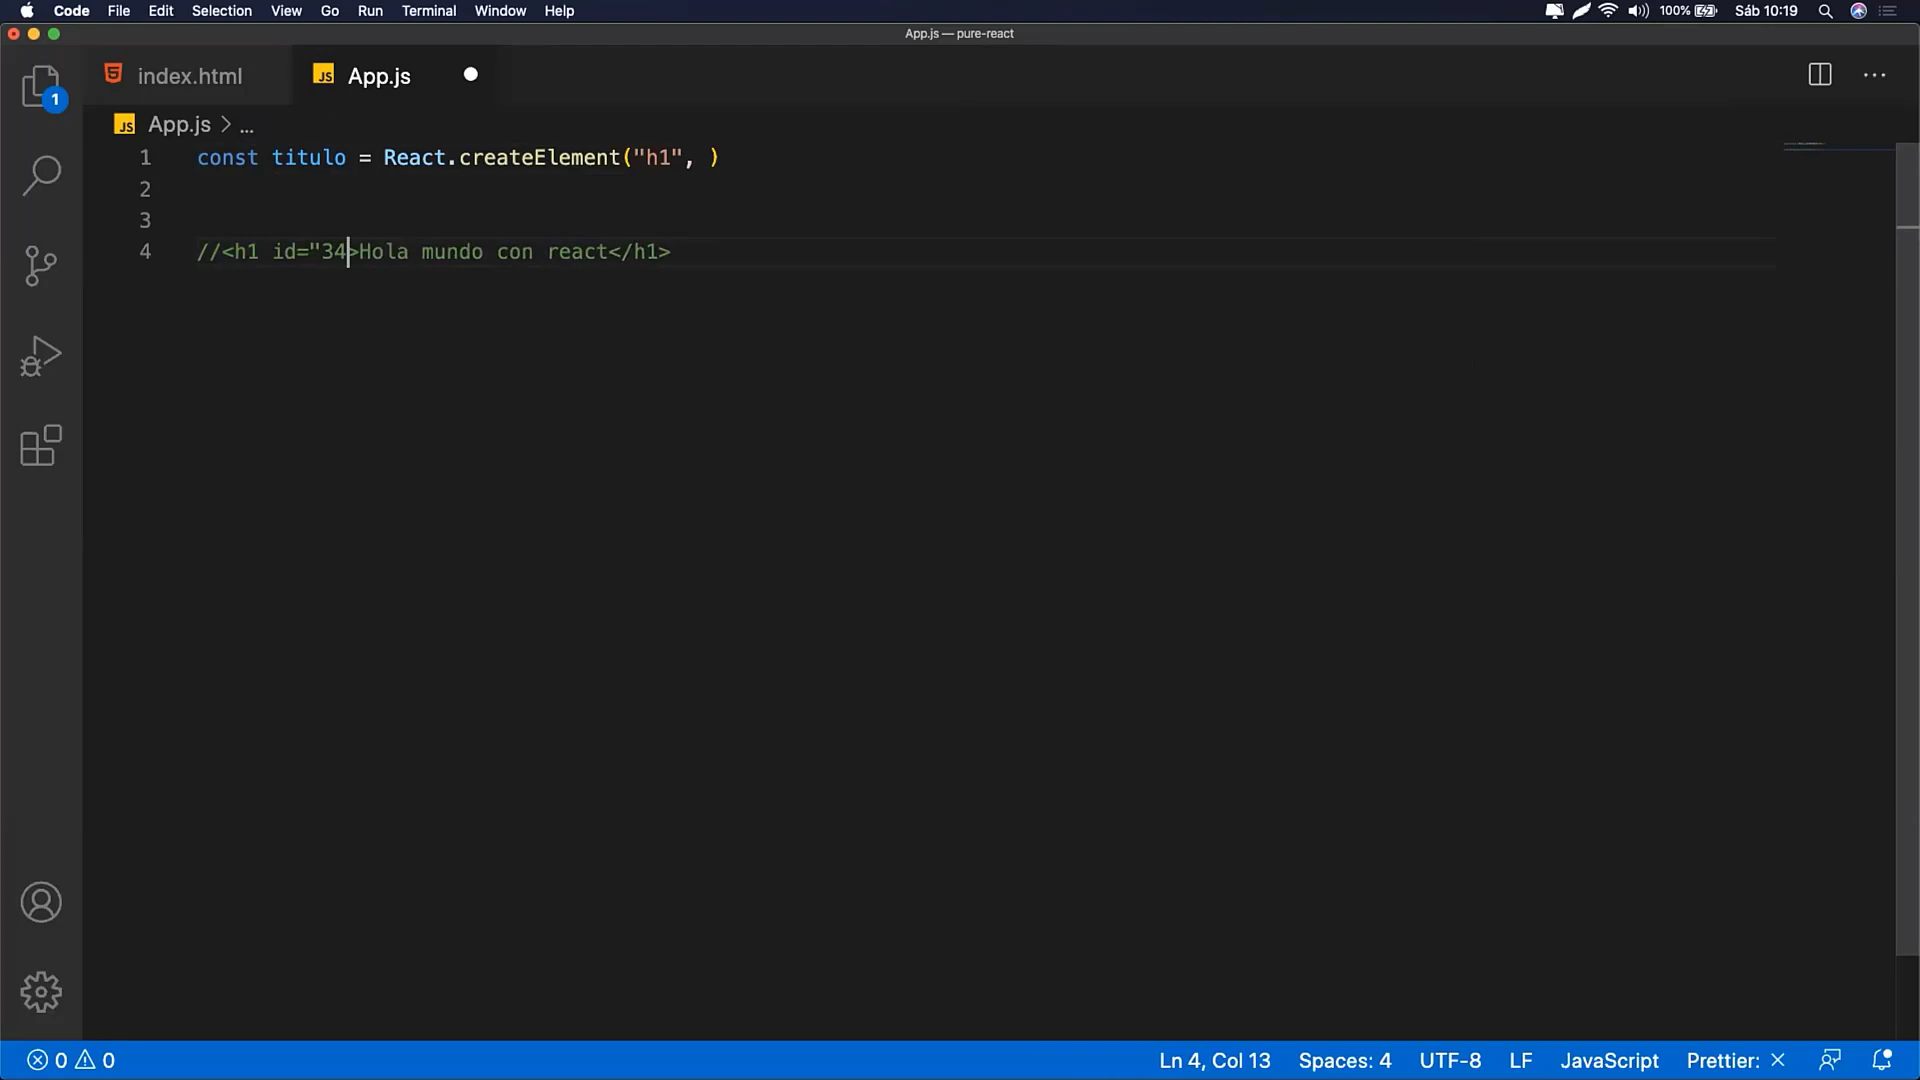 Code File Edit Selection View Go Run Terminal Window Help 100% Sáb 10:19
App.js — pure-react
index.html App.js
1
JS App.js > ...
1 const titulo = React.createElement("h1", )
2
3
4 //<h1 id="34>Hola mundo con react</h1>
0 0 Ln 4, Col 13 Spaces: 4 UTF-8 LF JavaScript Prettier: ×